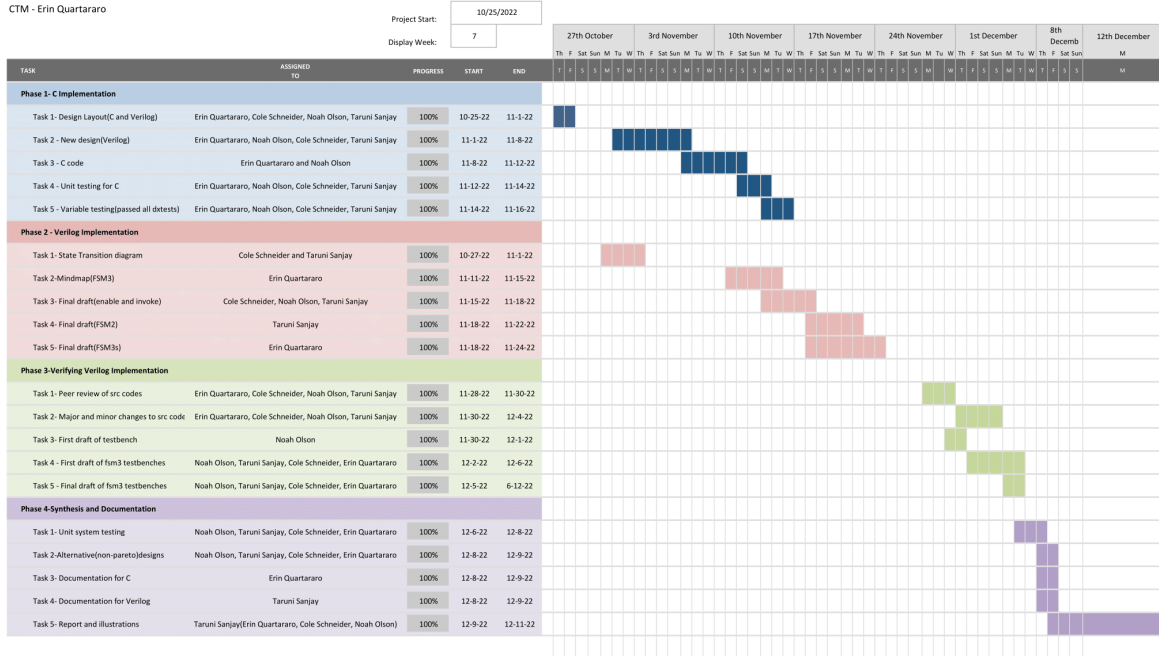 CTM - Erin Quartararo
Project Start: 10/25/2022
Display Week: 7
27th October 3rd November 10th November 17th November 24th November 1st December 8th Decemb 12th December
Th F Sat Sun M Tu W Th F Sat Sun M Tu W Th F Sat Sun M Tu W Th F Sat Sun M Tu W Th F Sat Sun M Tu W Th F Sat Sun M Tu W Th F Sat Sun M
TASK ASSIGNED TO PROGRESS START END T F S S M T W T F S S M T W T F S S M T W T F S S M T W T F S S M T W T F S S M T W T F S S M
Phase 1- C Implementation
Task 1- Design Layout(C and Verilog) Erin Quartararo, Cole Schneider, Noah Olson, Taruni Sanjay 100% 10-25-22 11-1-22
Task 2 - New design(Verilog) Erin Quartararo, Noah Olson, Cole Schneider, Taruni Sanjay 100% 11-1-22 11-8-22
Task 3 - C code Erin Quartararo and Noah Olson 100% 11-8-22 11-12-22
Task 4 - Unit testing for C Erin Quartararo, Noah Olson, Cole Schneider, Taruni Sanjay 100% 11-12-22 11-14-22
Task 5 - Variable testing(passed all dxtests) Erin Quartararo, Noah Olson, Cole Schneider, Taruni Sanjay 100% 11-14-22 11-16-22
Phase 2 - Verilog Implementation
Task 1- State Transition diagram Cole Schneider and Taruni Sanjay 100% 10-27-22 11-1-22
Task 2-Mindmap(FSM3) Erin Quartararo 100% 11-11-22 11-15-22
Task 3- Final draft(enable and invoke) Cole Schneider, Noah Olson, Taruni Sanjay 100% 11-15-22 11-18-22
Task 4- Final draft(FSM2) Taruni Sanjay 100% 11-18-22 11-22-22
Task 5- Final draft(FSM3s) Erin Quartararo 100% 11-18-22 11-24-22
Phase 3-Verifying Verilog Implementation
Task 1- Peer review of src codes Erin Quartararo, Cole Schneider, Noah Olson, Taruni Sanjay 100% 11-28-22 11-30-22
Task 2- Major and minor changes to src code Erin Quartararo, Cole Schneider, Noah Olson, Taruni Sanjay 100% 11-30-22 12-4-22
Task 3- First draft of testbench Noah Olson 100% 11-30-22 12-1-22
Task 4 - First draft of fsm3 testbenches Noah Olson, Taruni Sanjay, Cole Schneider, Erin Quartararo 100% 12-2-22 12-6-22
Task 5 - Final draft of fsm3 testbenches Noah Olson, Taruni Sanjay, Cole Schneider, Erin Quartararo 100% 12-5-22 6-12-22
Phase 4-Synthesis and Documentation
Task 1- Unit system testing Noah Olson, Taruni Sanjay, Cole Schneider, Erin Quartararo 100% 12-6-22 12-8-22
Task 2-Alternative(non-pareto)designs Noah Olson, Taruni Sanjay, Cole Schneider, Erin Quartararo 100% 12-8-22 12-9-22
Task 3- Documentation for C Erin Quartararo 100% 12-8-22 12-9-22
Task 4- Documentation for Verilog Taruni Sanjay 100% 12-8-22 12-9-22
Task 5- Report and illustrations Taruni Sanjay(Erin Quartararo, Cole Schneider, Noah Olson) 100% 12-9-22 12-11-22